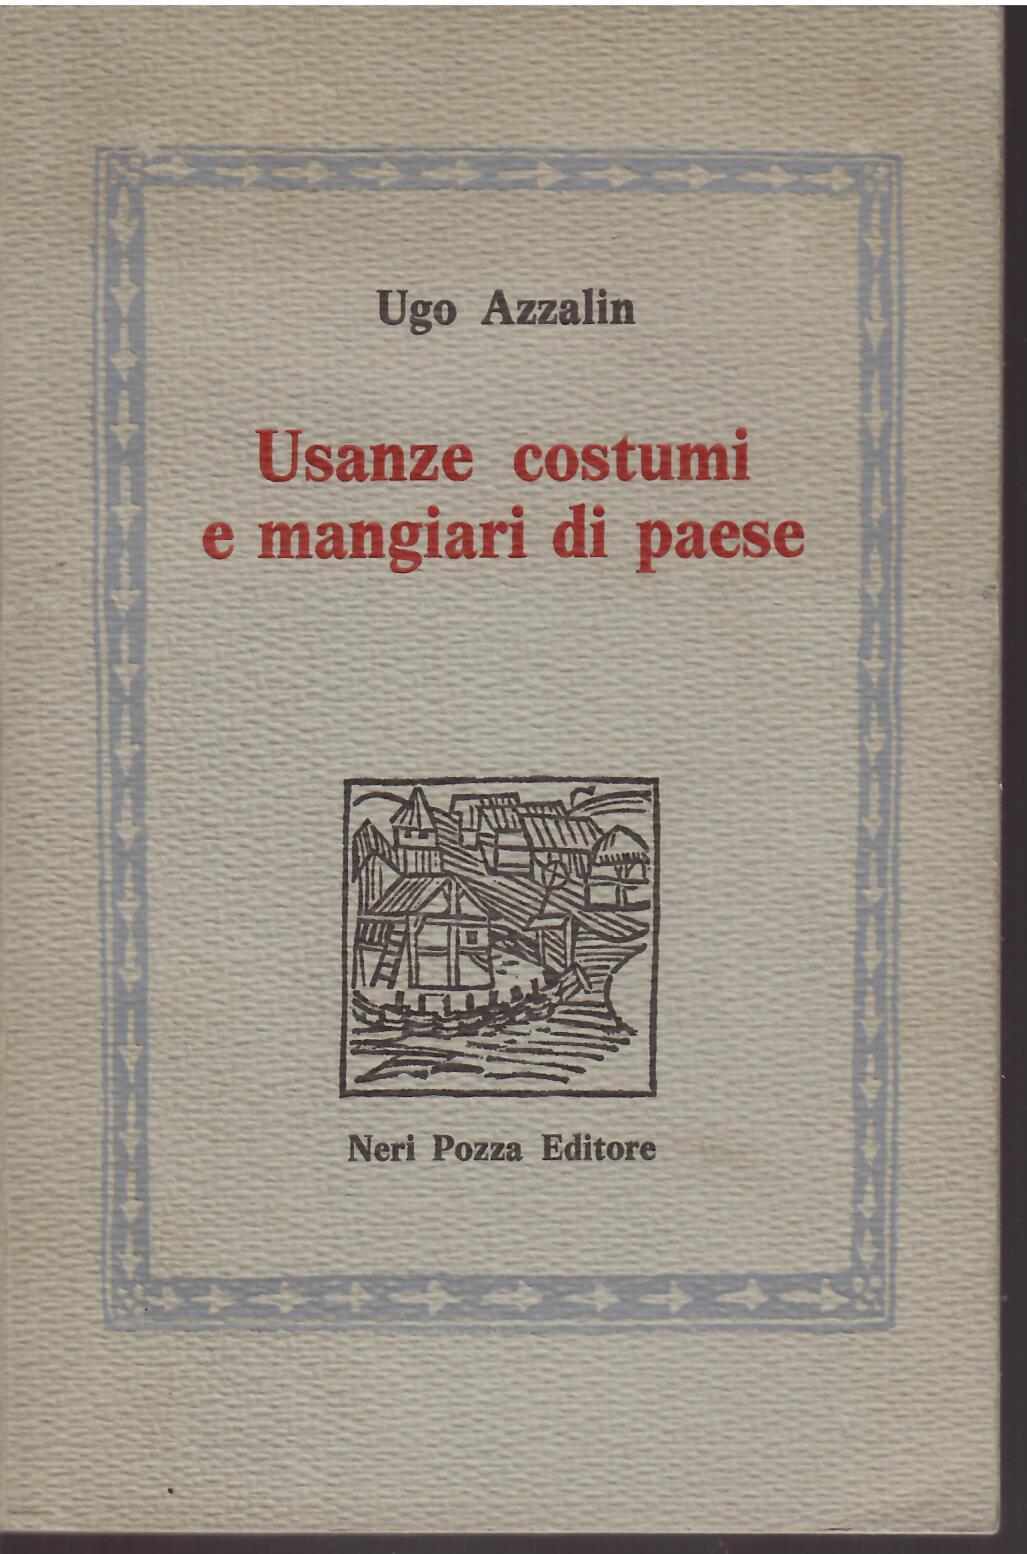 Ugo Azzalin
Usanze costumi
e mangiari di paese
Neri Pozza Editore